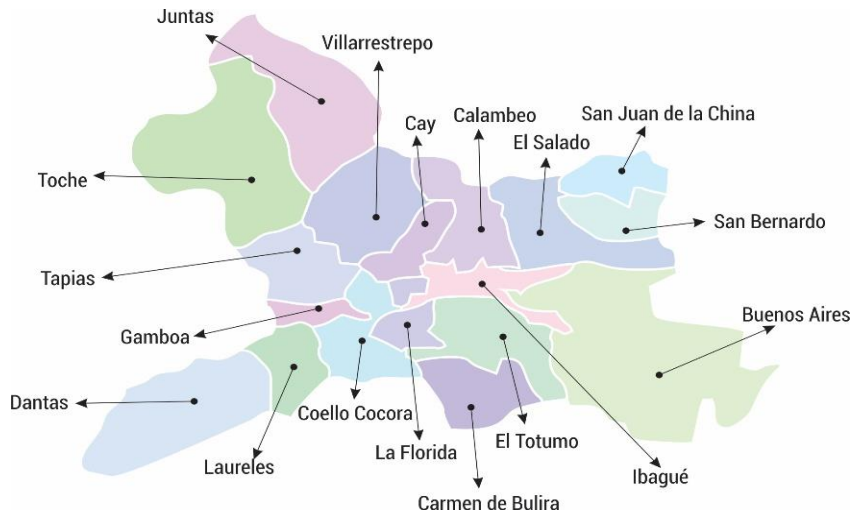 Juntas
Villarrestrepo
Cay
Calambeo
El Salado
San Juan de la China
Toche
San Bernardo
Tapias
Gamboa
Buenos Aires
Dantas
Coello Cocora
Laureles
La Florida
El Totumo
Ibagué
Carmen de Bulira